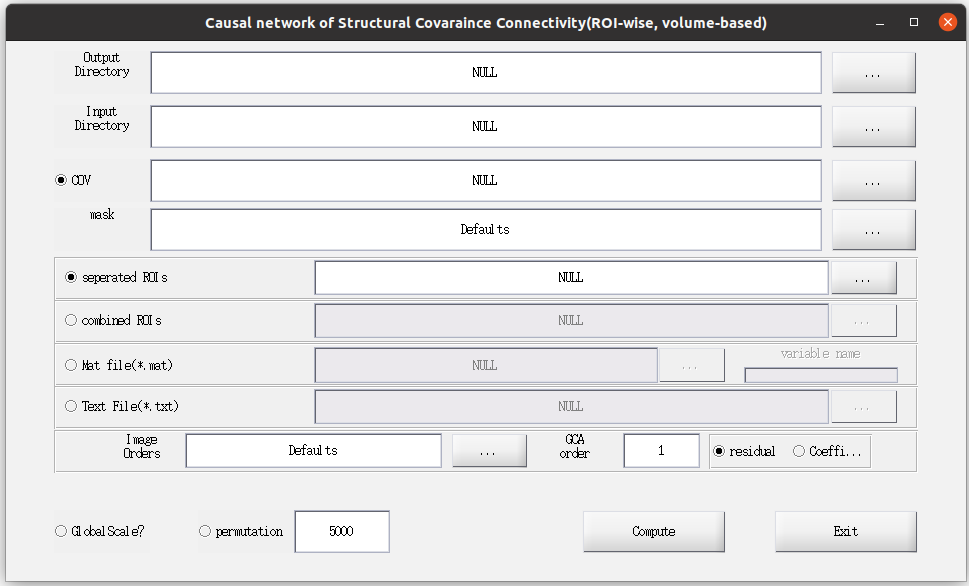 Causal network of Structural Covaraince Connectivity(ROI-wise, volume-based)
Output
Directory
NULL
...
Input
Directory
NULL
...
COV
NULL
...
mask
Defaults
...
seperated ROIs
NULL
...
combined ROIs
NULL
...
Mat file(*.mat)
NULL
...
variable name
Text File(*.txt)
NULL
...
Image
Orders
Defaults
...
GCA
order
1
residual
Coeffi...
GlobalScale?
permutation
5000
Compute
Exit